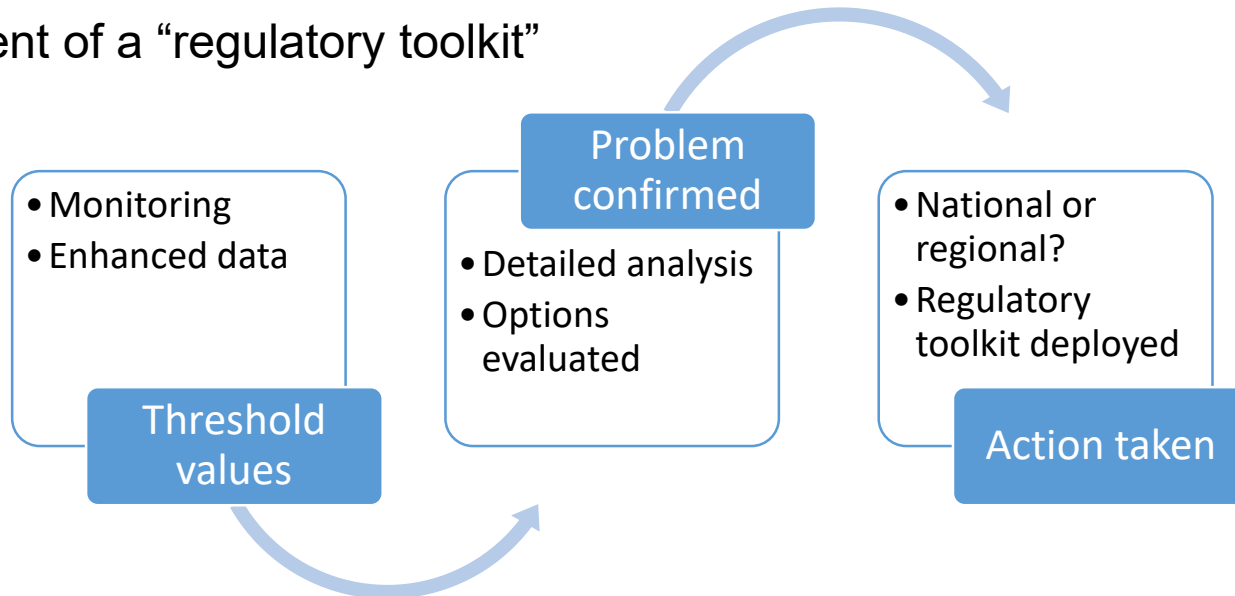 ent of a “regulatory toolkit”
• Monitoring
• Enhanced data
Threshold
values
Problem
confirmed
• Detailed analysis
• Options
evaluated
• National or
regional?
• Regulatory
toolkit deployed
Action taken